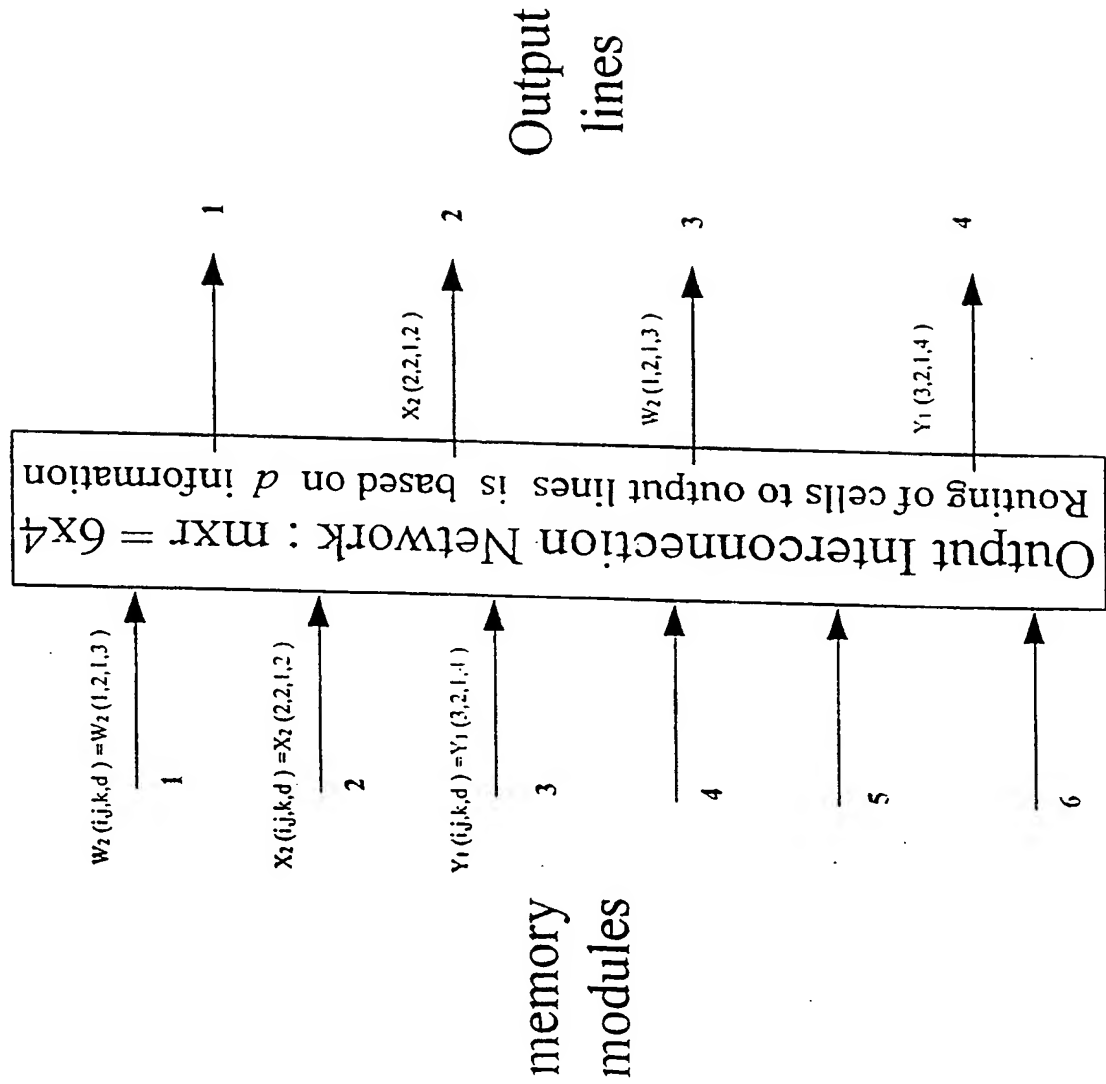 memory
modules
W2 (i,j,k,d ) =W2 (1,2,1,3)
1
X2 (i,j,k,d ) =X2 (2,2,1,2)
2
Y1 (i,j,k,d ) =Y1 (3,2,1,4)
3
4
5
6
Output Interconnection Network : mxr = 6x4
Routing of cells to output lines is based on d information
1
X2 (2,2,1,2 )
2
W2 (1,2,1,3)
3
Y1 (3,2,1,4 )
4
Output
lines